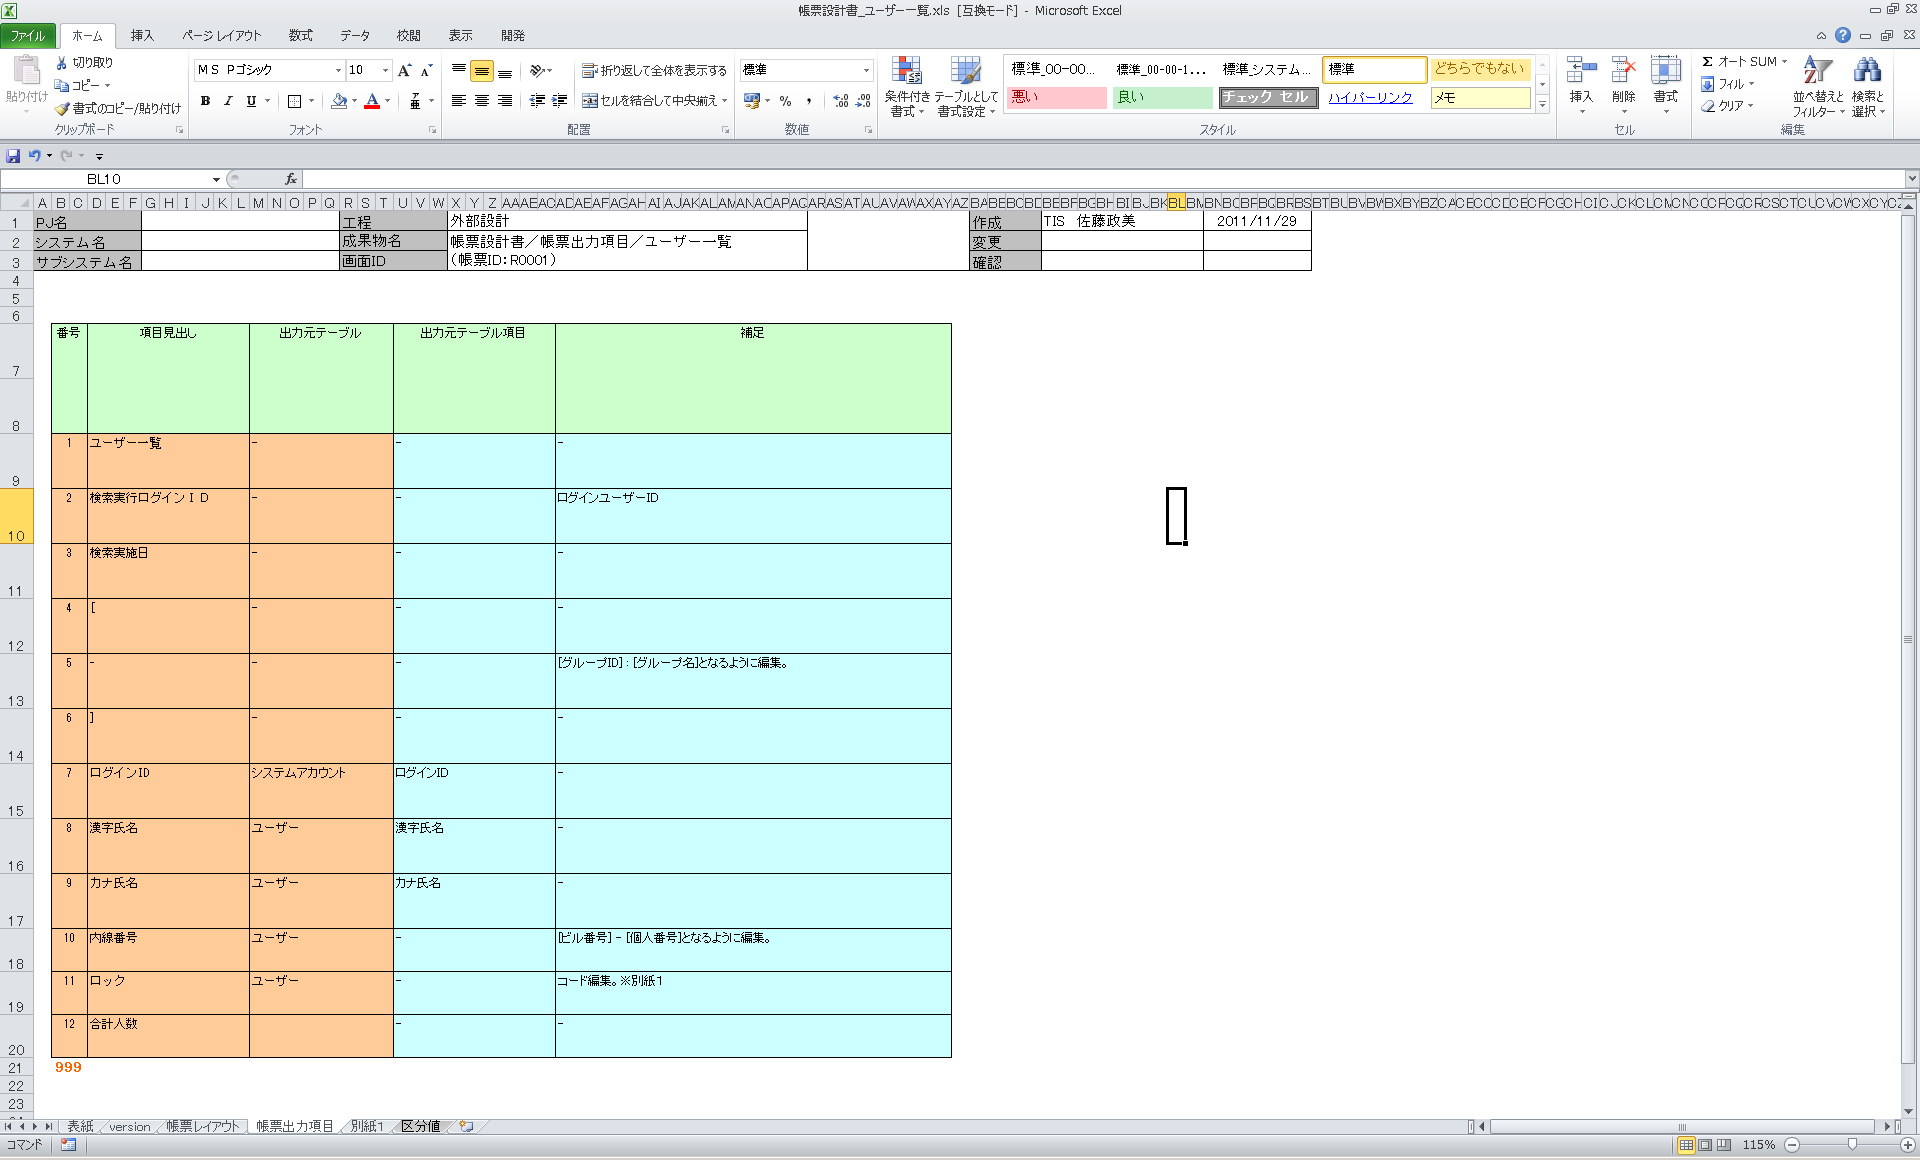 帳票設計書_ユーザー一覧.xls [互換モード] - Microsoft Excel
ファイル ホーム 挿入 ページ レイアウト 数式 データ 校閲 表示 開発
貼り付け
切り取り
コピー
書式のコピー/貼り付け
クリップボード
ＭＳ Ｐゴシック 10
B I U
フォント
折り返して全体を表示する
セルを結合して中央揃え
配置
標準
数値
条件付き書式
テーブルとして書式設定
標準_00-00... 標準_00-00-1... 標準_システム... 標準 どちらでもない
悪い 良い チェック セル ハイパーリンク メモ
スタイル
挿入 削除 書式
セル
Σ オート SUM
フィル
クリア
並べ替えとフィルター
検索と選択
編集
BL10 fx
A B C D E F G H I J K L M N O P Q R S T U V W X Y Z
1 PJ名 工程 外部設計 作成 TIS 佐藤政美 2011/11/29
2 システム名 成果物名 帳票設計書／帳票出力項目／ユーザー一覧 変更
3 サブシステム名 画面ID （帳票ID：R0001） 確認
4
5
6
7 番号 項目見出し 出力元テーブル 出力元テーブル項目 補足
8
9 1 ユーザー一覧 - - -
10 2 検索実行ログインＩＤ - - ログインユーザーID
11 3 検索実施日 - - -
12 4 [ - - -
13 5 - - - [グループID]：[グループ名]となるように編集。
14 6 ] - - -
15 7 ログインID システムアカウント ログインID -
16 8 漢字氏名 ユーザー 漢字氏名 -
17 9 カナ氏名 ユーザー カナ氏名 -
18 10 内線番号 ユーザー - [ビル番号] - [個人番号]となるように編集。
19 11 ロック ユーザー - コード編集。※別紙１
20 12 合計人数 - -
21 999
22
23
表紙 version 帳票レイアウト 帳票出力項目 別紙1 区分値
コマンド 115%